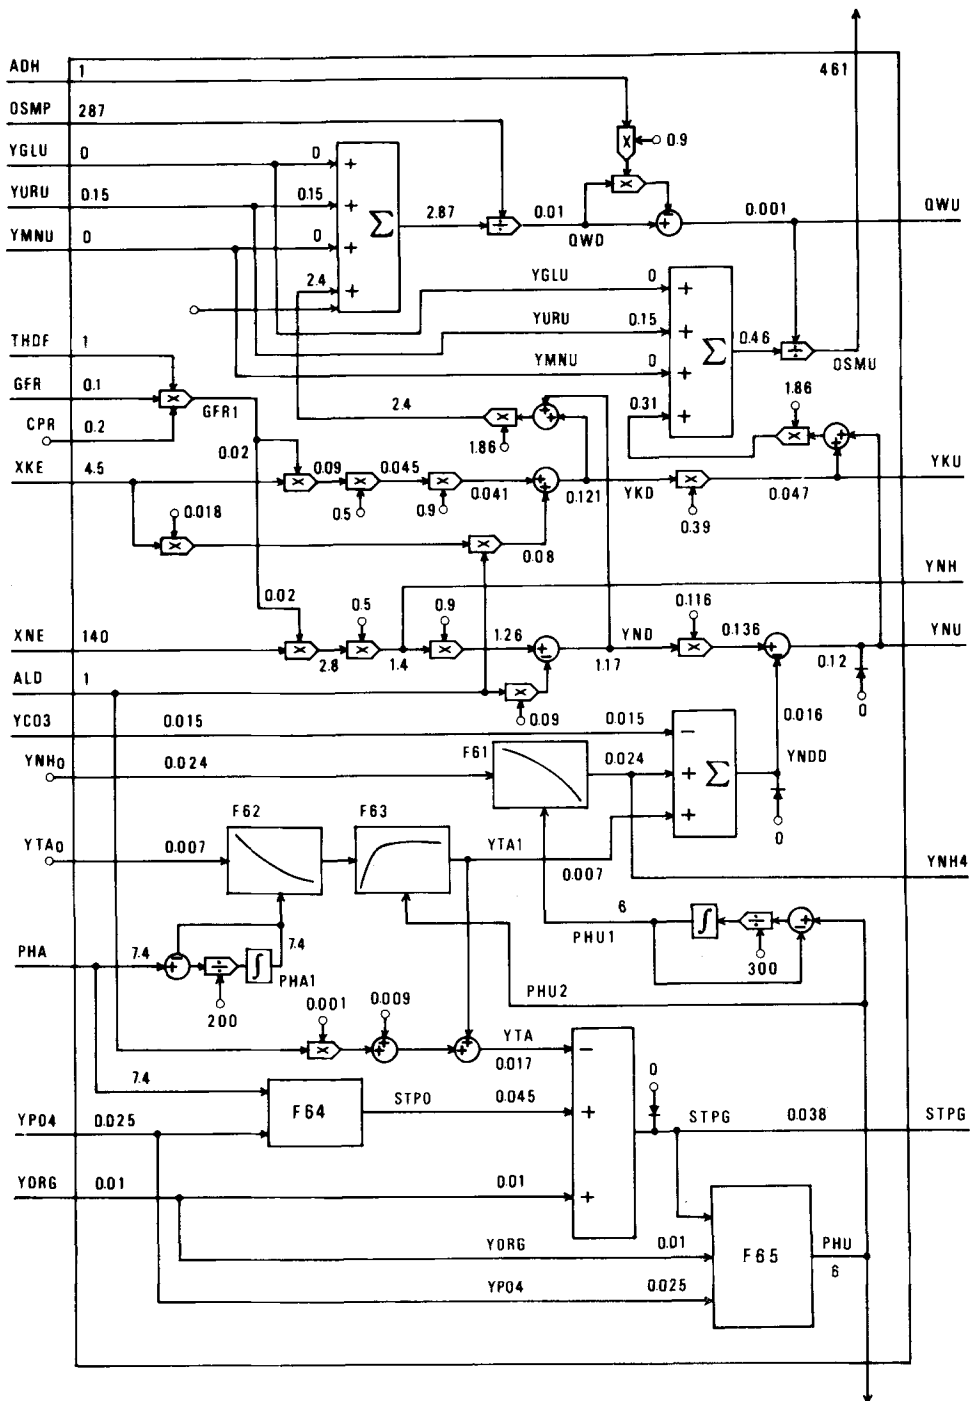 ADH 1 461
OSMP 287
X 0.9
YGLU 0 0 +
X
YURU 0.15 0.15 + Σ 2.87 ÷ 0.01 + 0.001 QWU
YMNU 0 0 + QWD
2.4 + YGLU 0 +
YURU 0.15 +
Σ 0.46 ÷
THDF 1 YMNU 0 + OSMU
GFR 0.1 X GFR1 2.4 X + + 0.31 + 1.86
CPR 0.2 0.02 1.86 X + +
XKE 4.5 X 0.09 X 0.045 X 0.041 + + 0.121 YKD X 0.047 YKU
0.018 0.5 0.9 0.39
X X 0.08
YNH
0.02 0.5 0.9 0.116
XNE 140 X 2.8 X 1.4 X 1.26 + − 1.17 YND X 0.136 + − 0.12 YNU
ALD 1 X 0
0.09 0.016
YCO3 0.015 0.015 −
YNH0 0.024 F61 0.024 + Σ YNDD
F62 F63 + 0
YTA0 0.007 YTA1 0.007 YNH4
6
PHU1 ∫ ÷ + −
PHA 7.4 + − ÷ ∫ 7.4 PHA1 300
200 PHU2
0.001 0.009
X + + + + YTA 0.017 −
7.4 0
F64 STPO 0.045 + STPG 0.038 STPG
YPO4 0.025
YORG 0.01 0.01 +
YORG 0.01 F65 PHU 6
YPO4 0.025